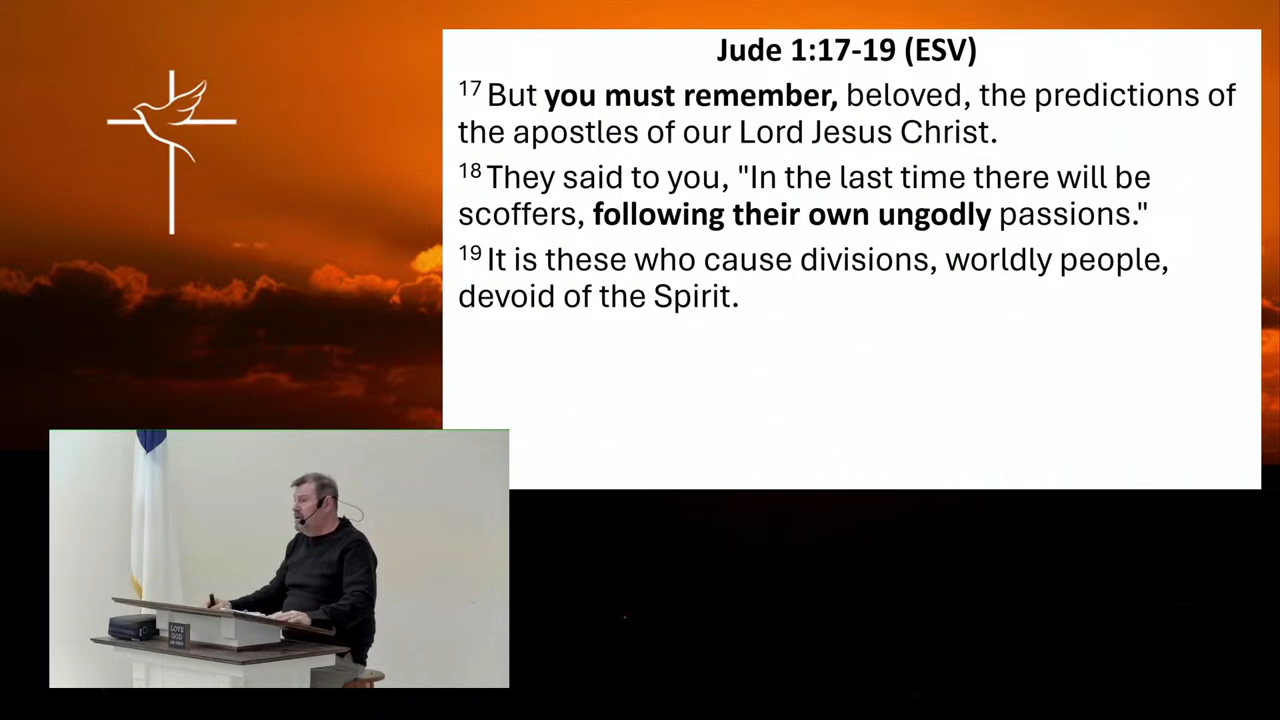 Jude 1:17-19 (ESV)
17 But you must remember, beloved, the predictions of
the apostles of our Lord Jesus Christ.
18 They said to you, "In the last time there will be
scoffers, following their own ungodly passions."
19 It is these who cause divisions, worldly people,
devoid of the Spirit.
LOVE
GOD